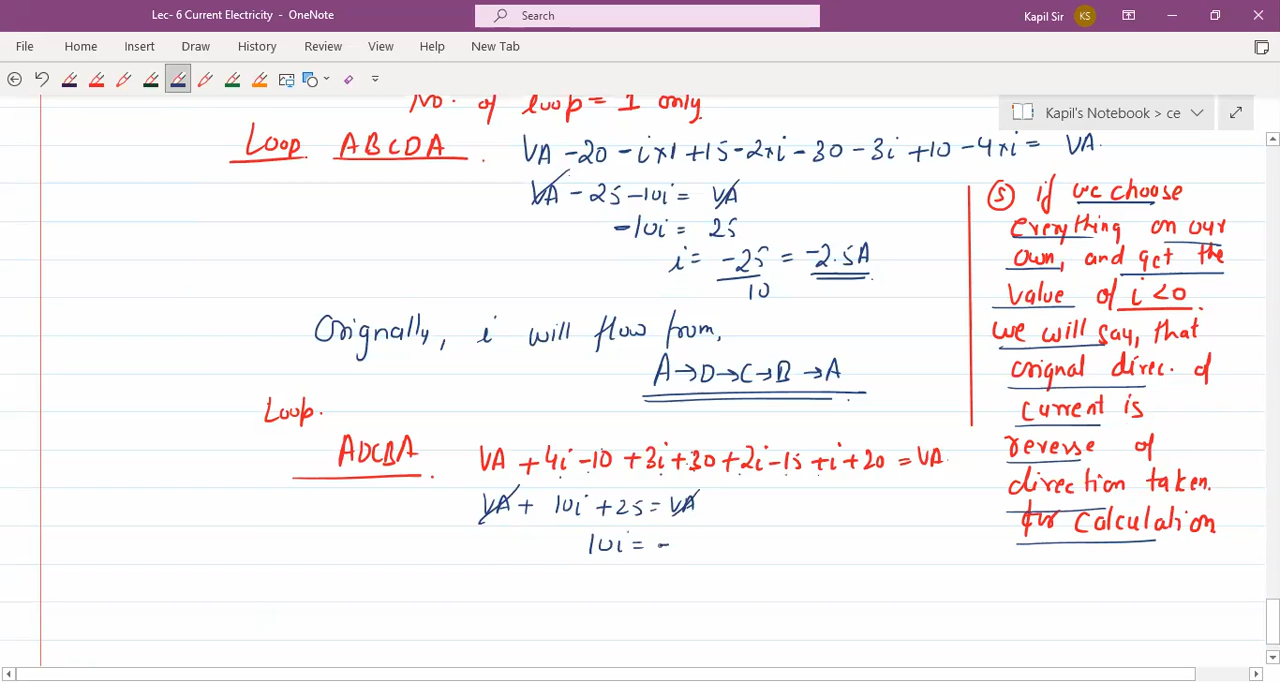 Lec- 6 Current Electricity - OneNote
Search
Kapil Sir KS
File Home Insert Draw History Review View Help New Tab
Kapil's Notebook > ce
No. of loop = 1 only
Loop ABCDA. VA -20 -i×1 +15 -2×i -30 -3i +10 -4×i = VA.
VA - 25 -10i = VA
-10i = 25
i = -25/10 = -2.5A
Orignally, i will flow from,
A→D→C→B→A
Loop.
ADCBA. VA + 4i -10 +3i +30 +2i -15 +i +20 = VA
VA + 10i +25 = VA
10i = -
(5) if we choose
everything on our
own, and get the
value of i<0.
we will say, that
orignal direc. of
current is
reverse of
direction taken.
for calculation